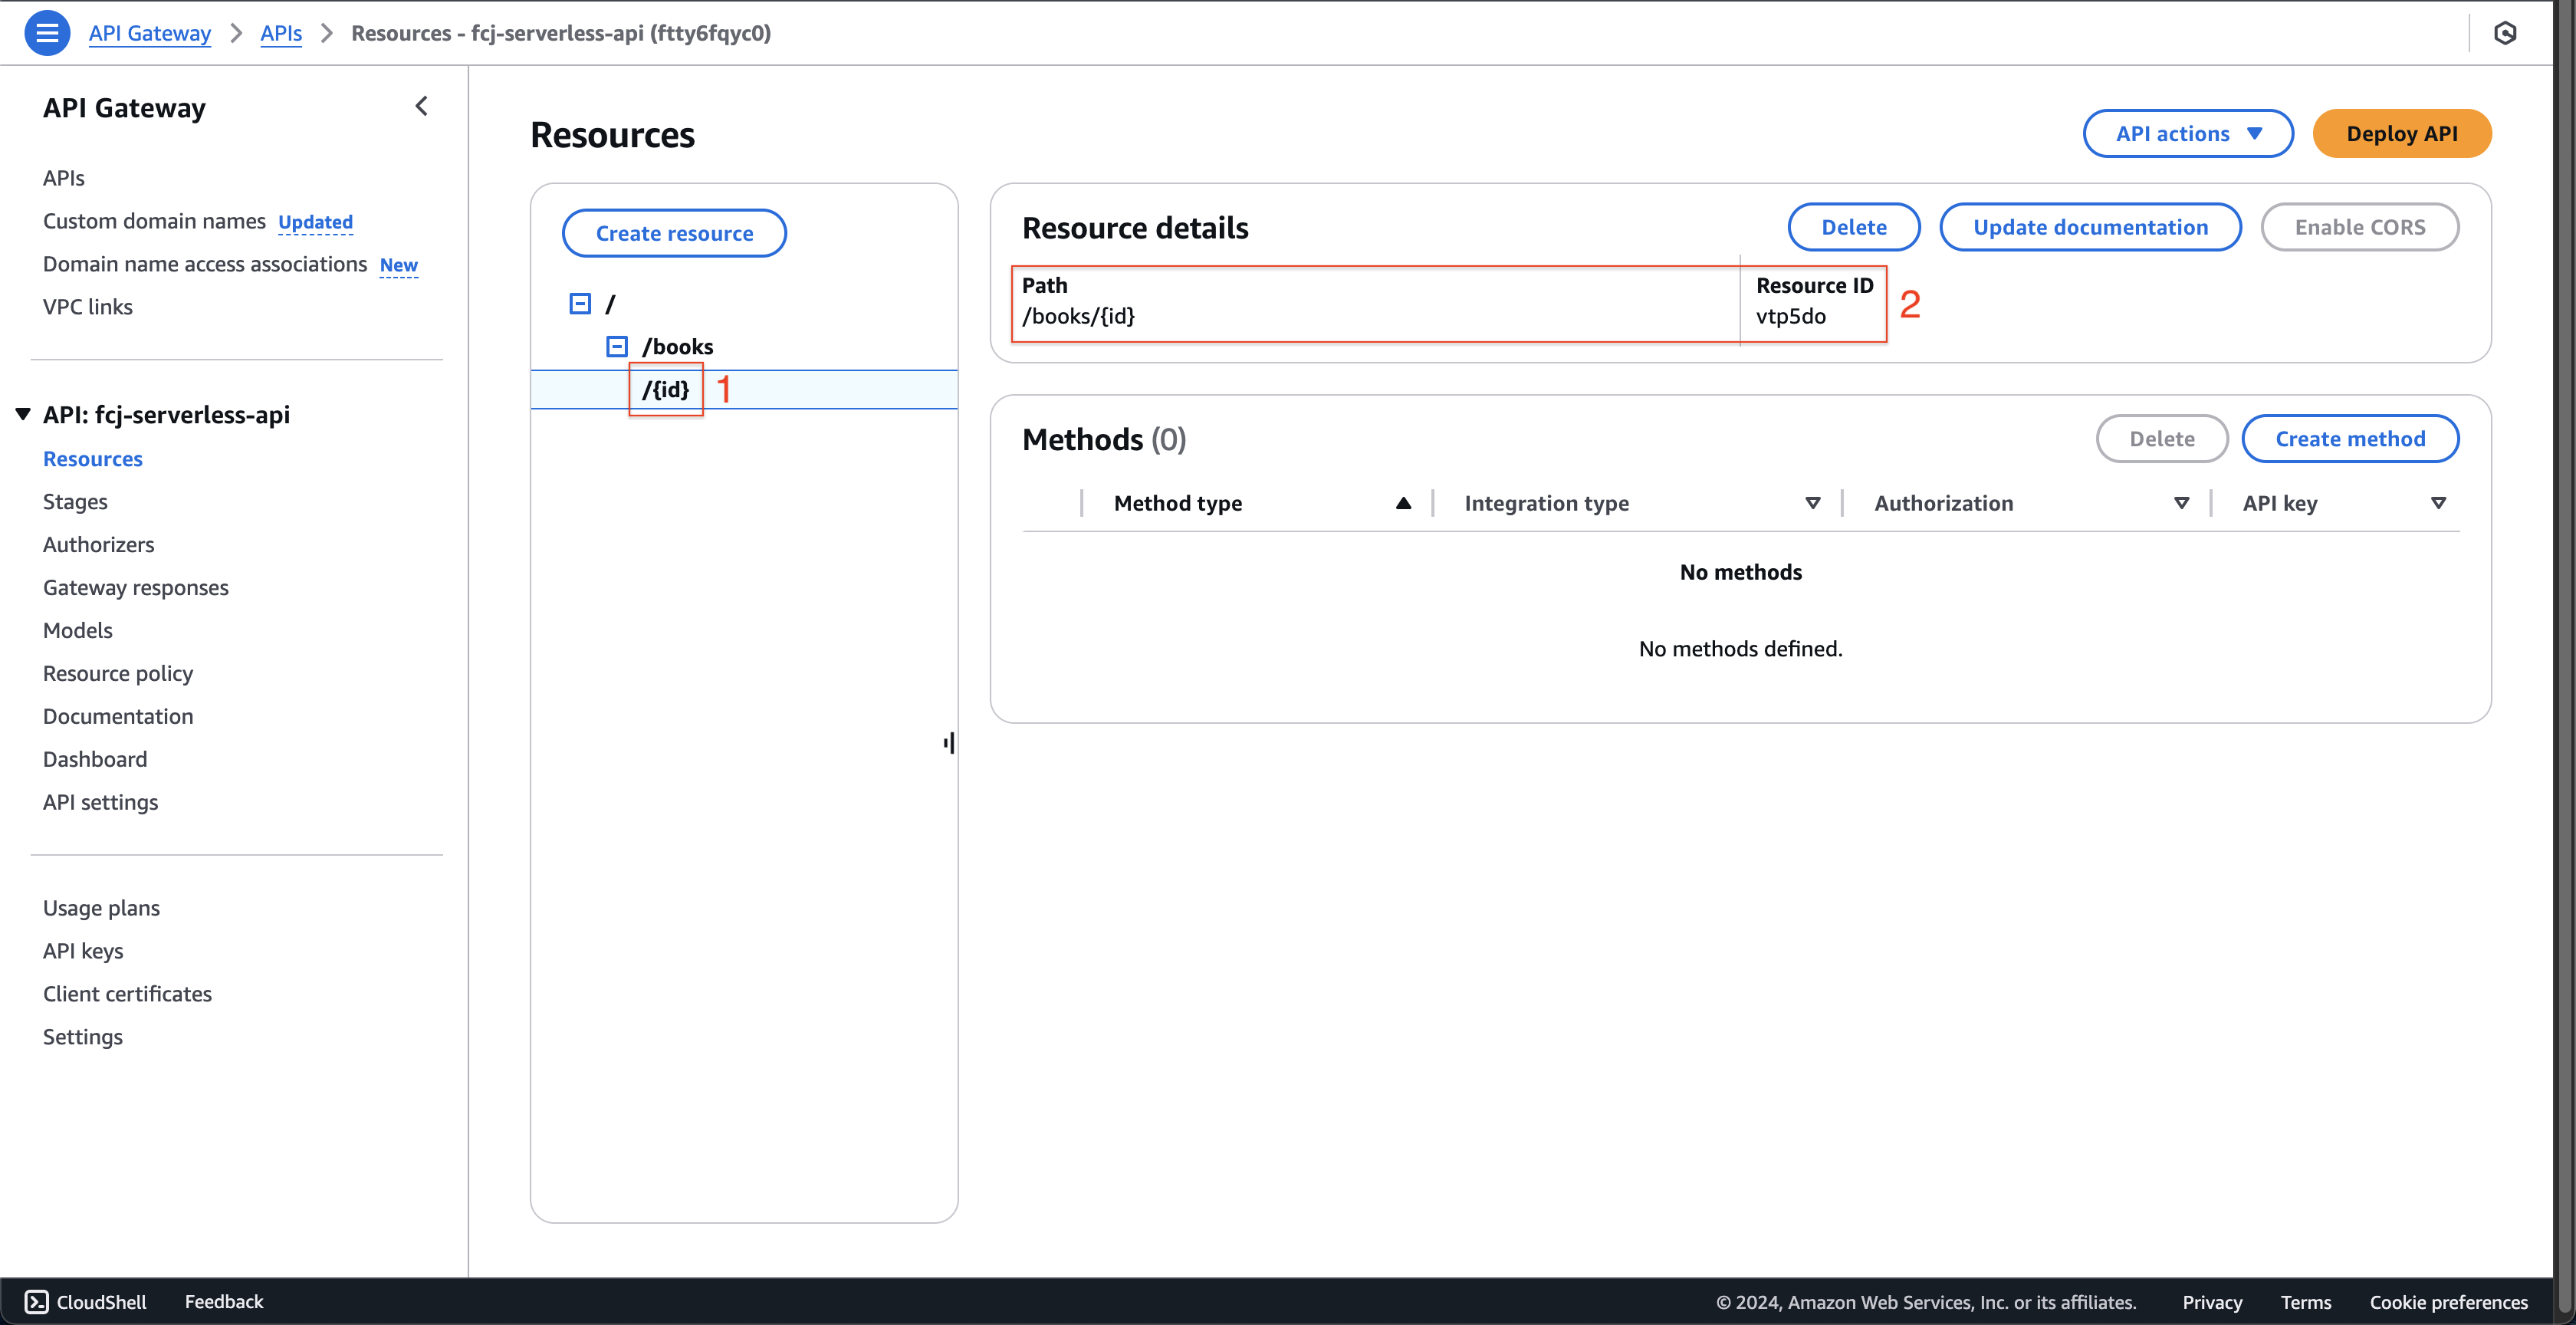 API Gateway > APIs > Resources - fcj-serverless-api (ftty6fqyc0)
API Gateway
APIs
Custom domain names Updated
Domain name access associations New
VPC links
API: fcj-serverless-api
Resources
Stages
Authorizers
Gateway responses
Models
Resource policy
Documentation
Dashboard
API settings
Usage plans
API keys
Client certificates
Settings
Resources
API actions
Deploy API
Create resource
/
/books
/{id} 1
Resource details
Delete
Update documentation
Enable CORS
Path
/books/{id}
Resource ID
vtp5do
2
Methods (0)
Delete
Create method
Method type
Integration type
Authorization
API key
No methods
No methods defined.
CloudShell
Feedback
© 2024, Amazon Web Services, Inc. or its affiliates.
Privacy
Terms
Cookie preferences